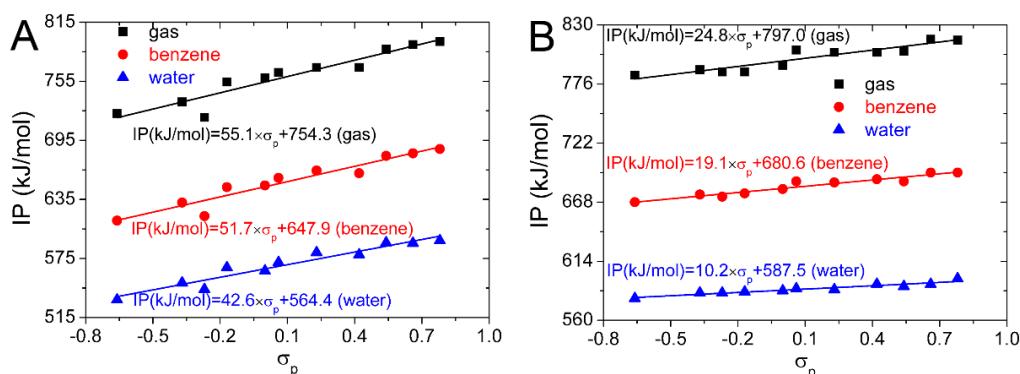 A
gas
benzene
water
IP(kJ/mol)=55.1×σp+754.3 (gas)
IP(kJ/mol)=51.7×σp+647.9 (benzene)
IP(kJ/mol)=42.6×σp+564.4 (water)
815
755
695
635
575
515
IP (kJ/mol)
-0.8
-0.5
-0.2
0.1
0.4
0.7
1.0
σp
B
IP(kJ/mol)=24.8×σp+797.0 (gas)
gas
benzene
water
IP(kJ/mol)=19.1×σp+680.6 (benzene)
IP(kJ/mol)=10.2×σp+587.5 (water)
830
776
722
668
614
560
IP (kJ/mol)
-0.8
-0.5
-0.2
0.1
0.4
0.7
1.0
σp